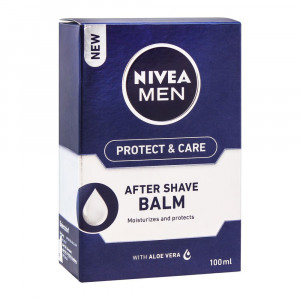 NEW
NIVEA
MEN
PROTECT & CARE
AFTER SHAVE
BALM
Moisturizes and protects
WITH ALOE VERA
100ml